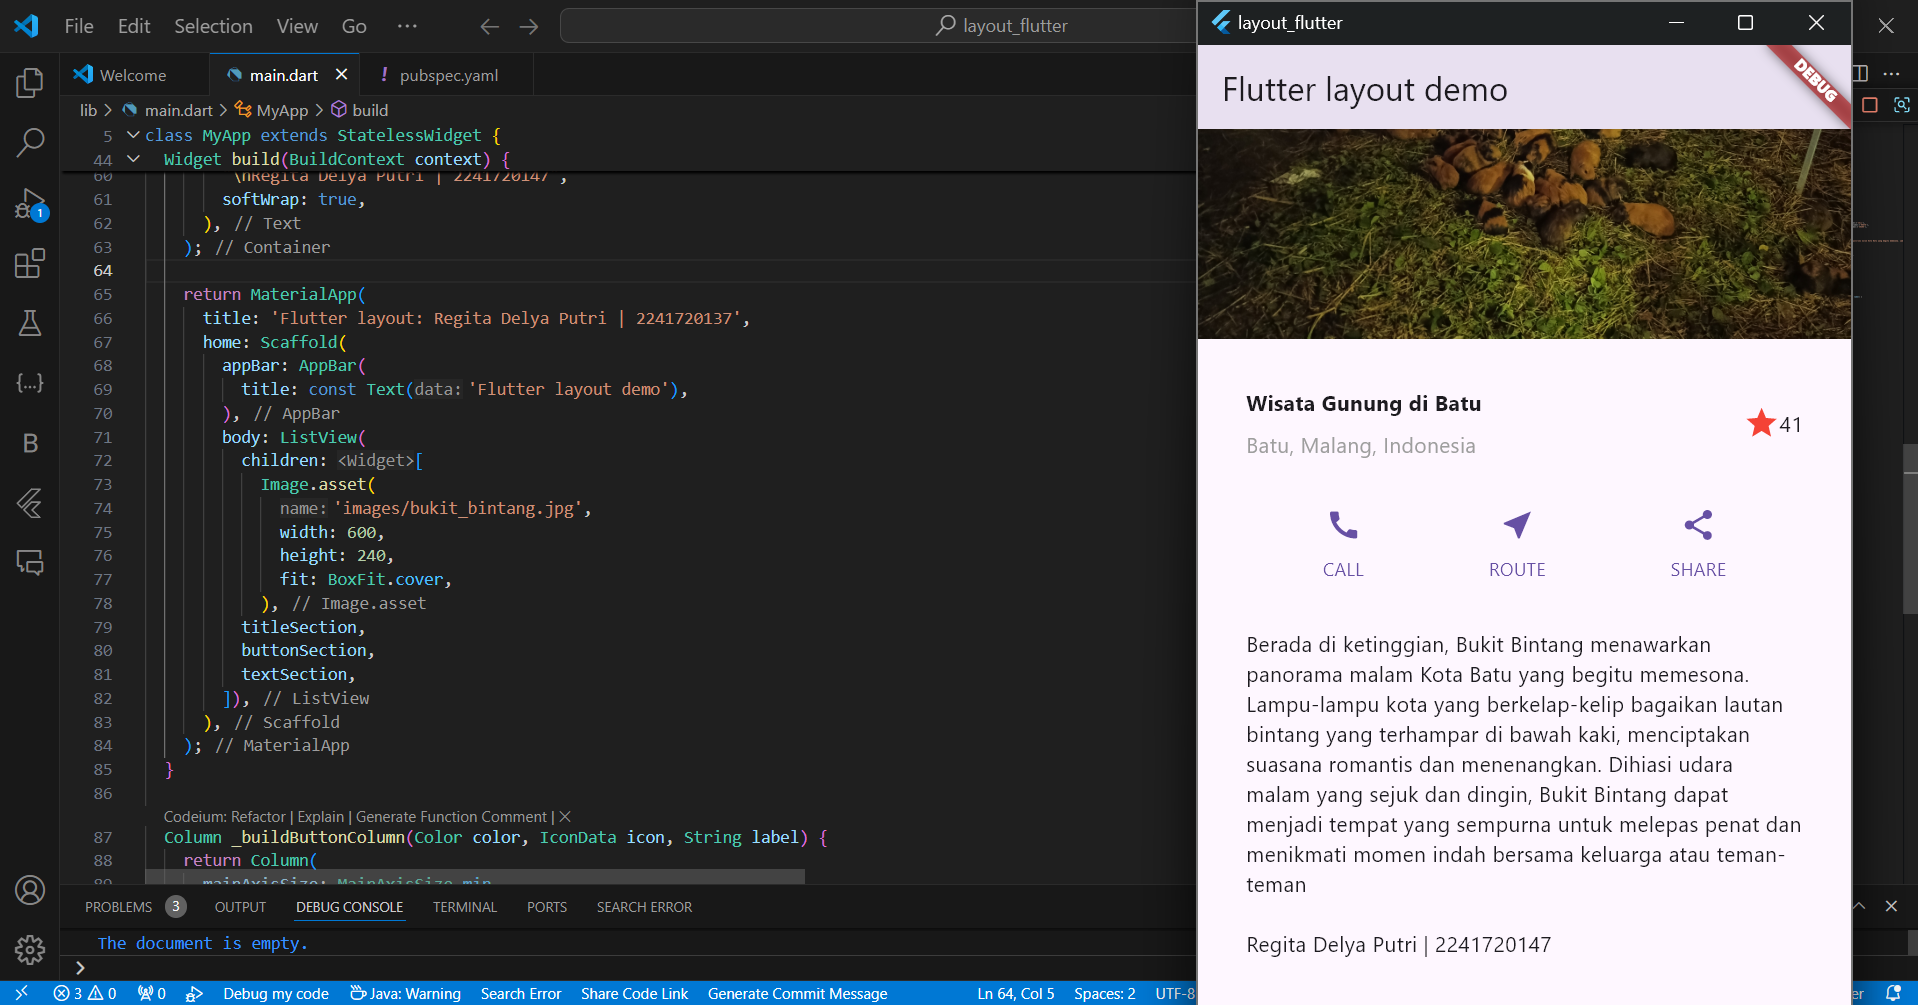 File Edit Selection View Go ··· layout_flutter
Welcome main.dart pubspec.yaml
lib > main.dart > MyApp > build
5 class MyApp extends StatelessWidget {
44 Widget build(BuildContext context) {
60 \nRegita Delya Putri | 2241720147',
61 softWrap: true,
62 ), // Text
63 ); // Container
64
65 return MaterialApp(
66 title: 'Flutter layout: Regita Delya Putri | 2241720137',
67 home: Scaffold(
68 appBar: AppBar(
69 title: const Text(data: 'Flutter layout demo'),
70 ), // AppBar
71 body: ListView(
72 children: <Widget>[
73 Image.asset(
74 name: 'images/bukit_bintang.jpg',
75 width: 600,
76 height: 240,
77 fit: BoxFit.cover,
78 ), // Image.asset
79 titleSection,
80 buttonSection,
81 textSection,
82 ]), // ListView
83 ), // Scaffold
84 ); // MaterialApp
85 }
86
Codeium: Refactor | Explain | Generate Function Comment | X
87 Column _buildButtonColumn(Color color, IconData icon, String label) {
88 return Column(
89 mainAxisSize: MainAxisSize.min,
PROBLEMS 3 OUTPUT DEBUG CONSOLE TERMINAL PORTS SEARCH ERROR
The document is empty.
>
3 0 0 Debug my code Java: Warning Search Error Share Code Link Generate Commit Message Ln 64, Col 5 Spaces: 2 UTF-8
1
layout_flutter
Flutter layout demo
DEBUG
Wisata Gunung di Batu
Batu, Malang, Indonesia
41
CALL ROUTE SHARE
Berada di ketinggian, Bukit Bintang menawarkan
panorama malam Kota Batu yang begitu memesona.
Lampu-lampu kota yang berkelap-kelip bagaikan lautan
bintang yang terhampar di bawah kaki, menciptakan
suasana romantis dan menenangkan. Dihiasi udara
malam yang sejuk dan dingin, Bukit Bintang dapat
menjadi tempat yang sempurna untuk melepas penat dan
menikmati momen indah bersama keluarga atau teman-
teman
Regita Delya Putri | 2241720147